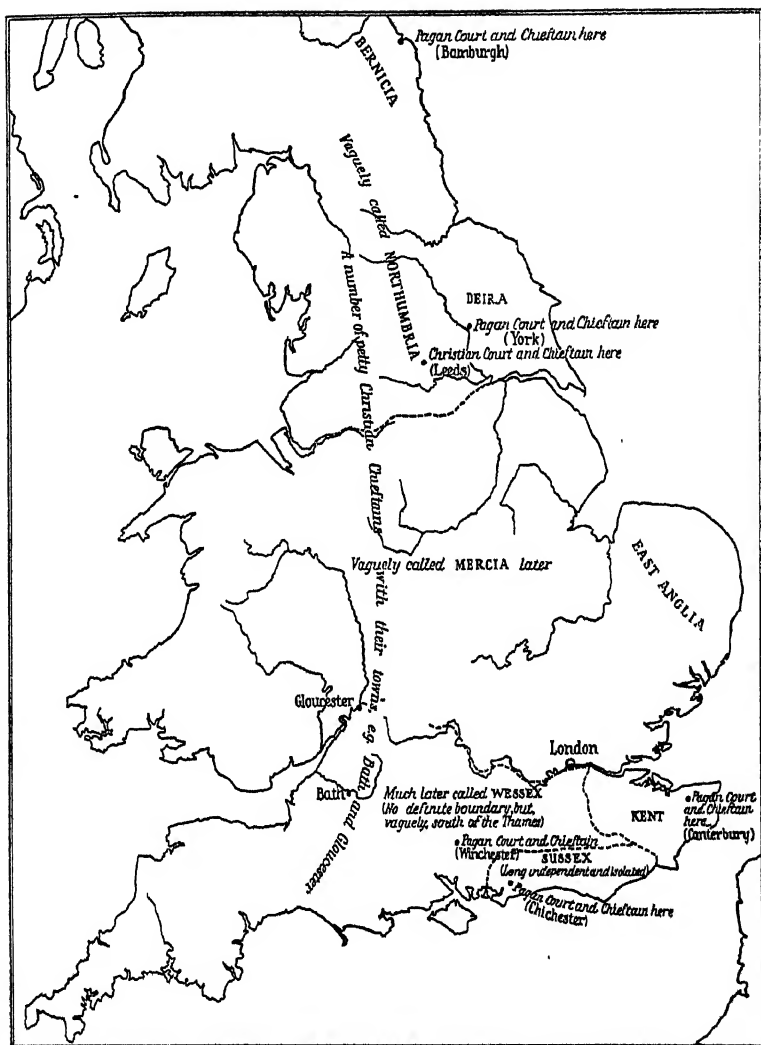 Pagan Court and Chieftain here
(Bamburgh)
BERNICIA
Vaguely called NORTHUMBRIA
DEIRA
Pagan Court and Chieftain here
(York)
Christian Court and Chieftain here
(Leeds)
A number of petty Christian Chieftains with their towns, e.g. Bath and Gloucester
Vaguely called MERCIA later
EAST ANGLIA
Gloucester
London
Bath
Much later called WESSEX
(No definite boundary, but,
vaguely, south of the Thames)
KENT
Pagan Court
and Chieftain
here
(Canterbury)
Pagan Court and Chieftain
(Winchester)
SUSSEX
(Long independent and isolated)
Pagan Court and Chieftain here
(Chichester)